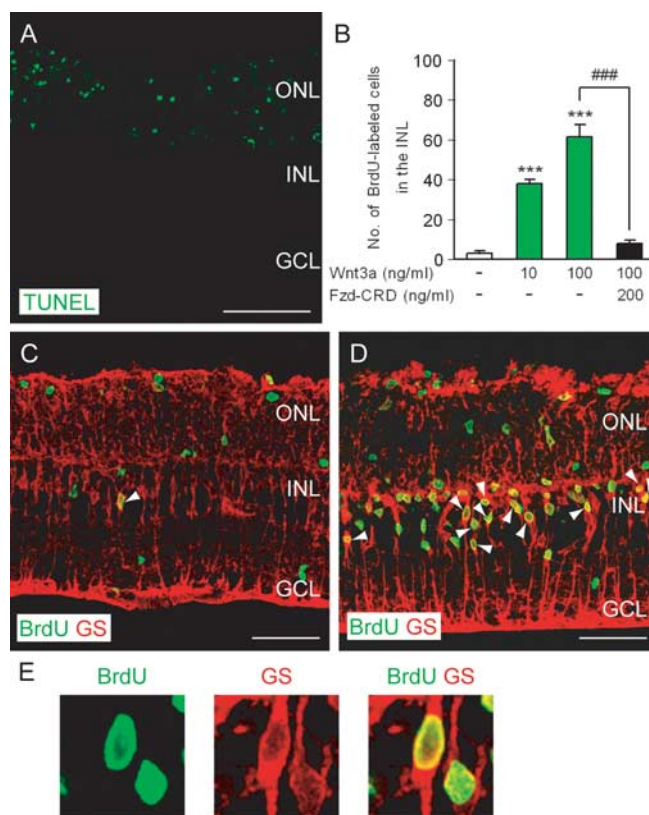 A
ONL
INL
GCL
TUNEL
B
No. of BrdU-labeled cells
in the INL
100
80
60
40
20
0
***
***
###
Wnt3a (ng/ml) - 10 100 100
Fzd-CRD (ng/ml) - - - 200
C
ONL
INL
GCL
BrdU GS
D
ONL
INL
GCL
BrdU GS
E
BrdU GS BrdU GS